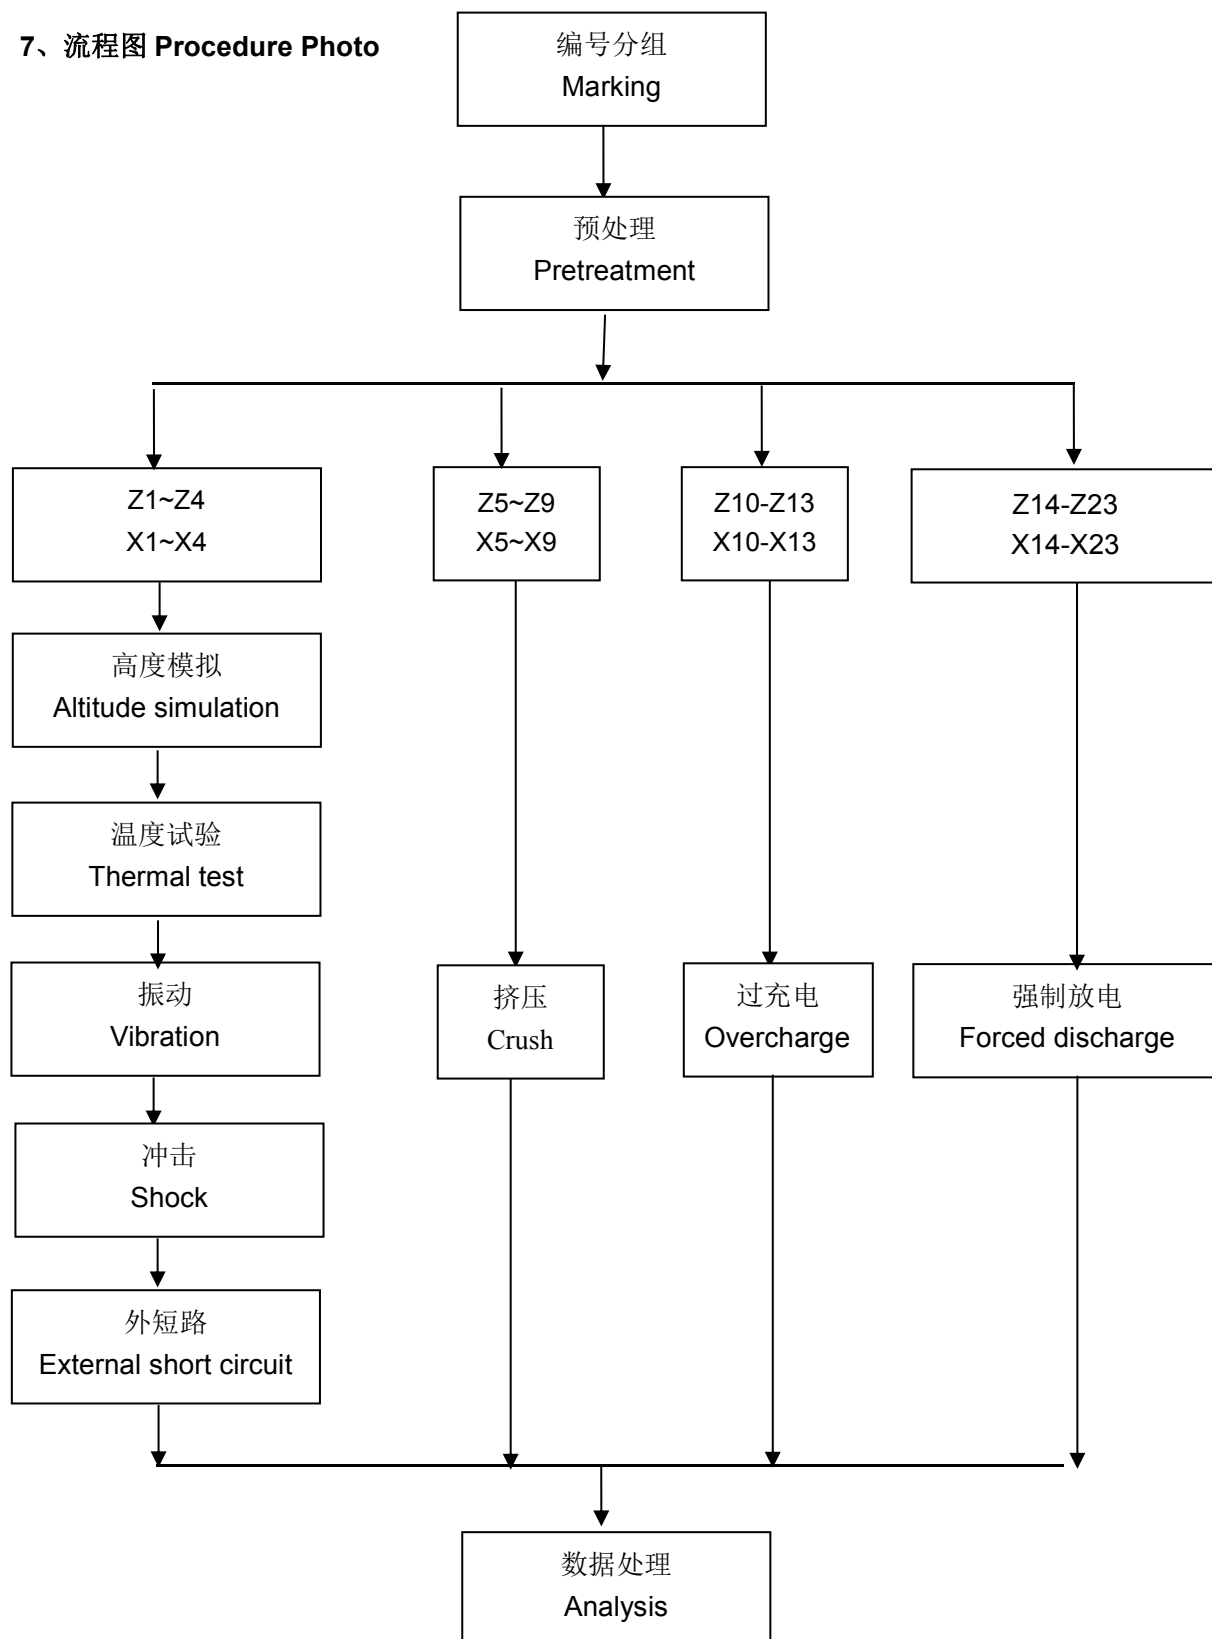 7、流程图 Procedure Photo
编号分组
Marking
预处理
Pretreatment
Z1~Z4
X1~X4
Z5~Z9
X5~X9
Z10-Z13
X10-X13
Z14-Z23
X14-X23
高度模拟
Altitude simulation
温度试验
Thermal test
振动
Vibration
挤压
Crush
过充电
Overcharge
强制放电
Forced discharge
冲击
Shock
外短路
External short circuit
数据处理
Analysis